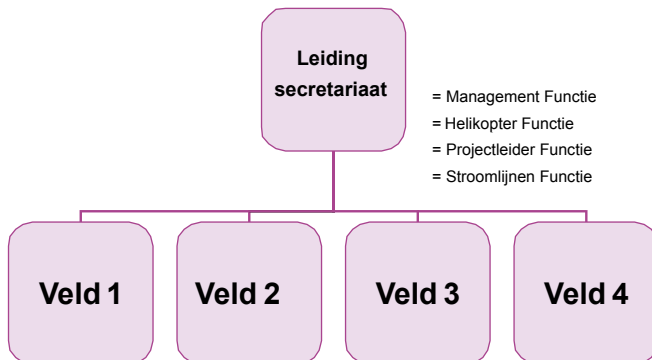 Leiding
secretariaat
= Management Functie
= Helikopter Functie
= Projectleider Functie
= Stroomlijnen Functie
Veld 1
Veld 2
Veld 3
Veld 4